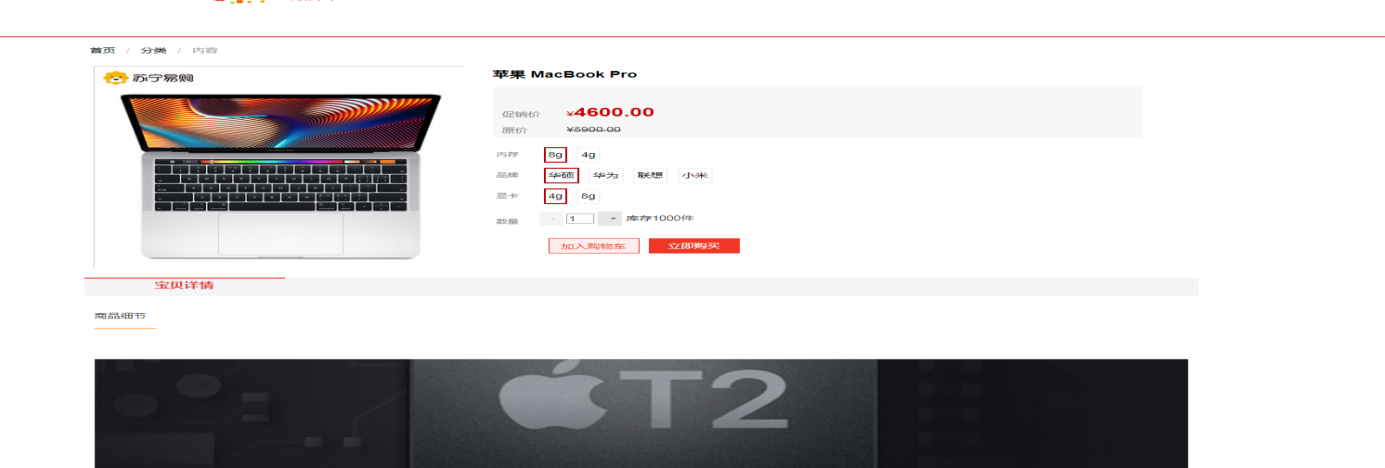 首页 / 分类 / 内容
苏宁易购
苹果 MacBook Pro
促销价 ¥4600.00
原价 ¥5900.00
内存 8g 4g
品牌 华硕 华为 联想 小米
显卡 4g 8g
数量 - 1 + 库存1000件
加入购物车 立即购买
宝贝详情
商品细节
T2